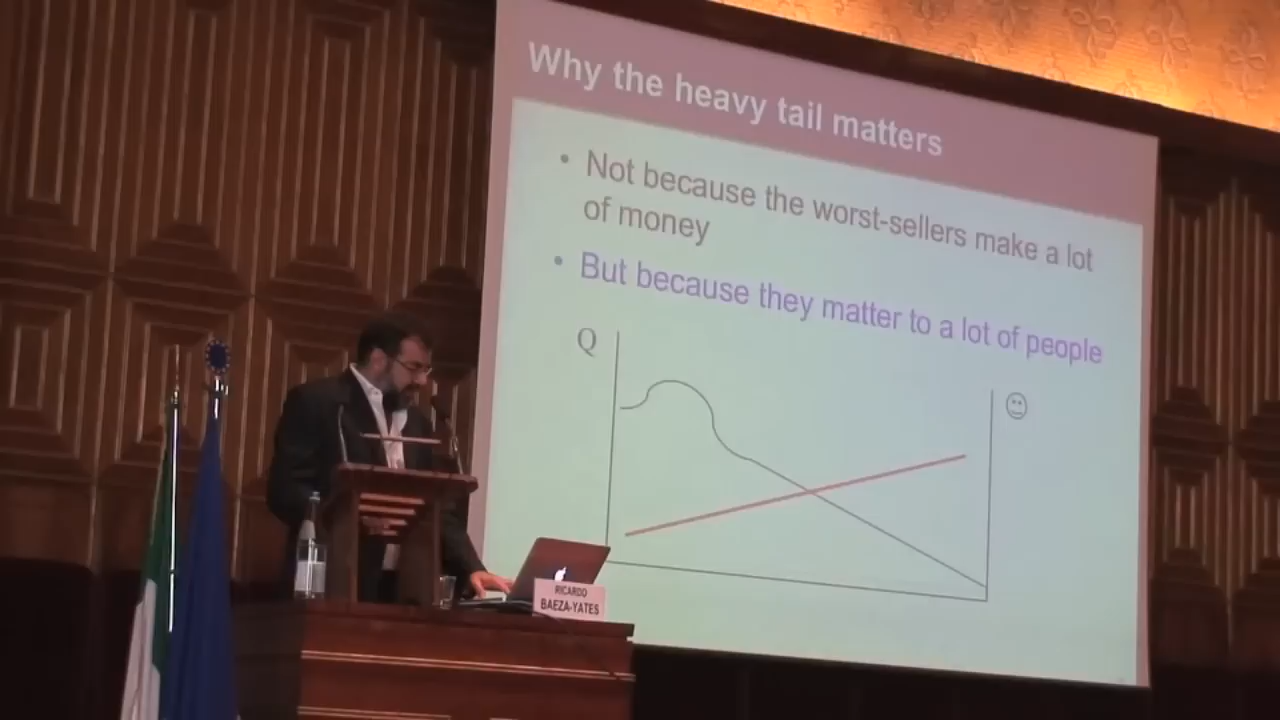 Why the heavy tail matters
• Not because the worst-sellers make a lot
of money
• But because they matter to a lot of people
Q
RICARDO
BAEZA-YATES